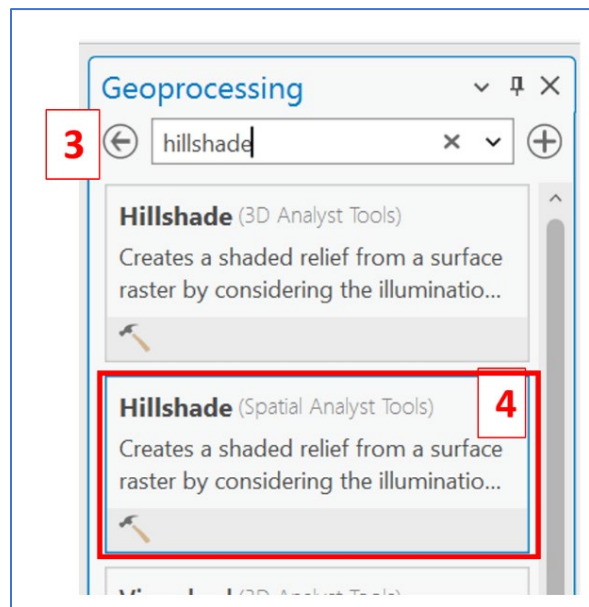 Geoprocessing
3
hillshade
Hillshade (3D Analyst Tools)
Creates a shaded relief from a surface
raster by considering the illuminatio...
Hillshade (Spatial Analyst Tools)
4
Creates a shaded relief from a surface
raster by considering the illuminatio...